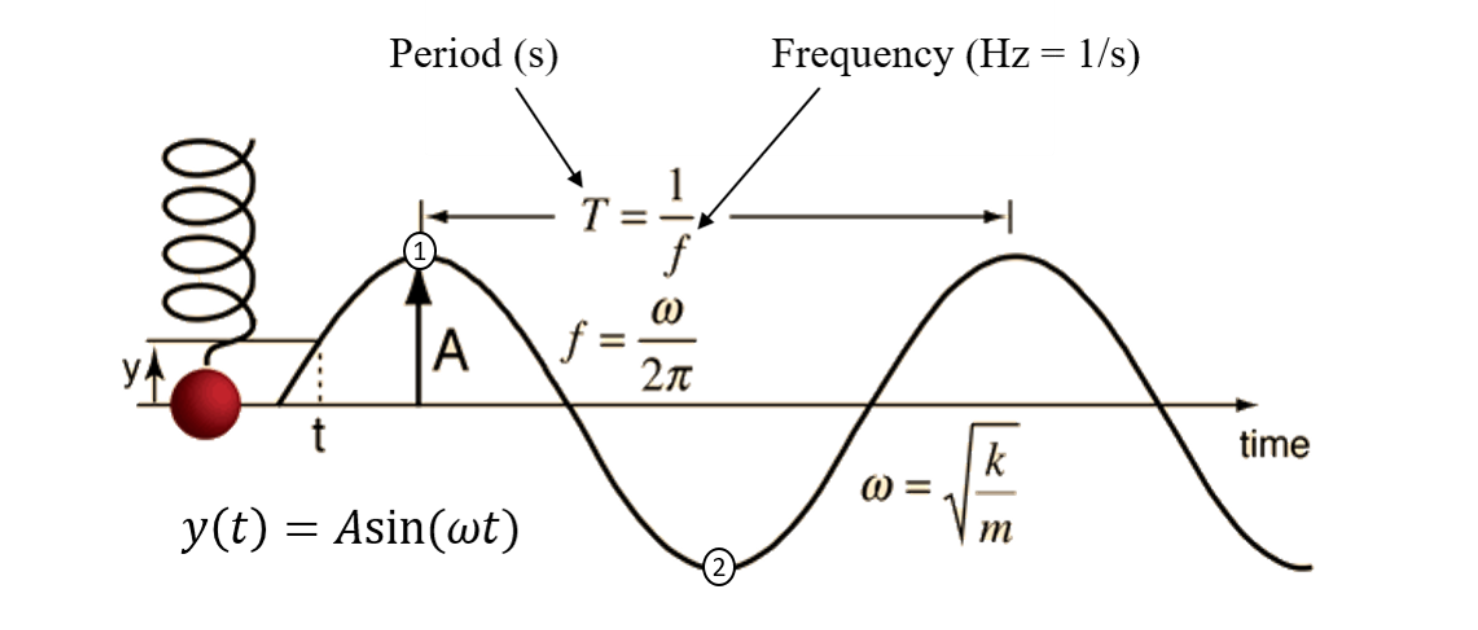 Period (s)
Frequency (Hz = 1/s)
T = 1/f
①
f = ω/2π
A
y
t
time
ω = √(k/m)
y(t) = Asin(ωt)
②